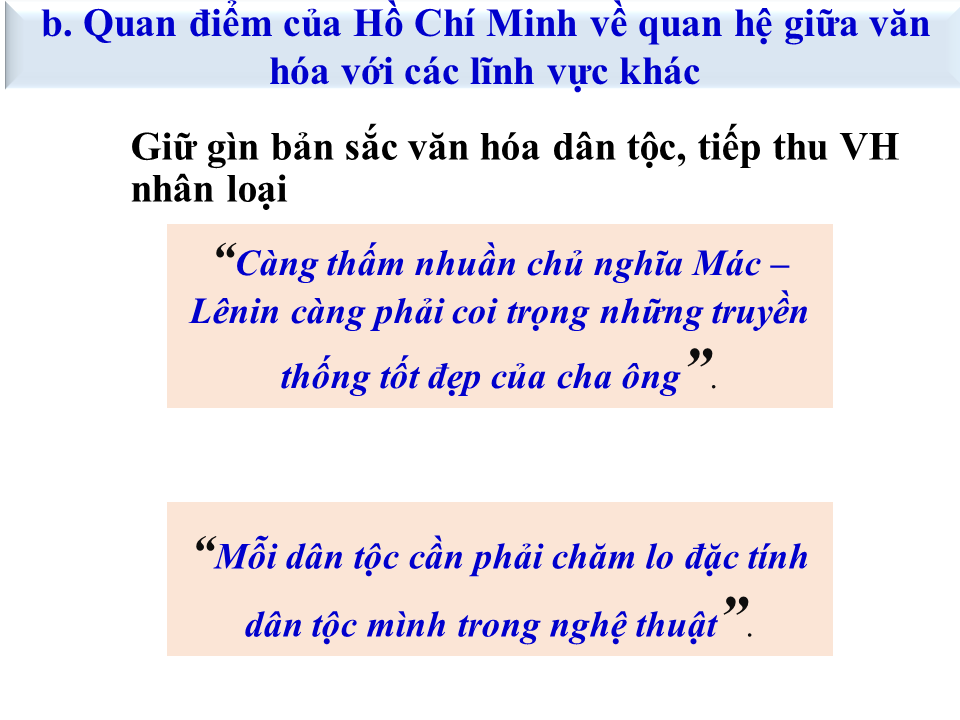 b. Quan điểm của Hồ Chí Minh về quan hệ giữa văn
hóa với các lĩnh vực khác
Giữ gìn bản sắc văn hóa dân tộc, tiếp thu VH
nhân loại
“Càng thấm nhuần chủ nghĩa Mác –
Lênin càng phải coi trọng những truyền
thống tốt đẹp của cha ông”.
“Mỗi dân tộc cần phải chăm lo đặc tính
dân tộc mình trong nghệ thuật”.